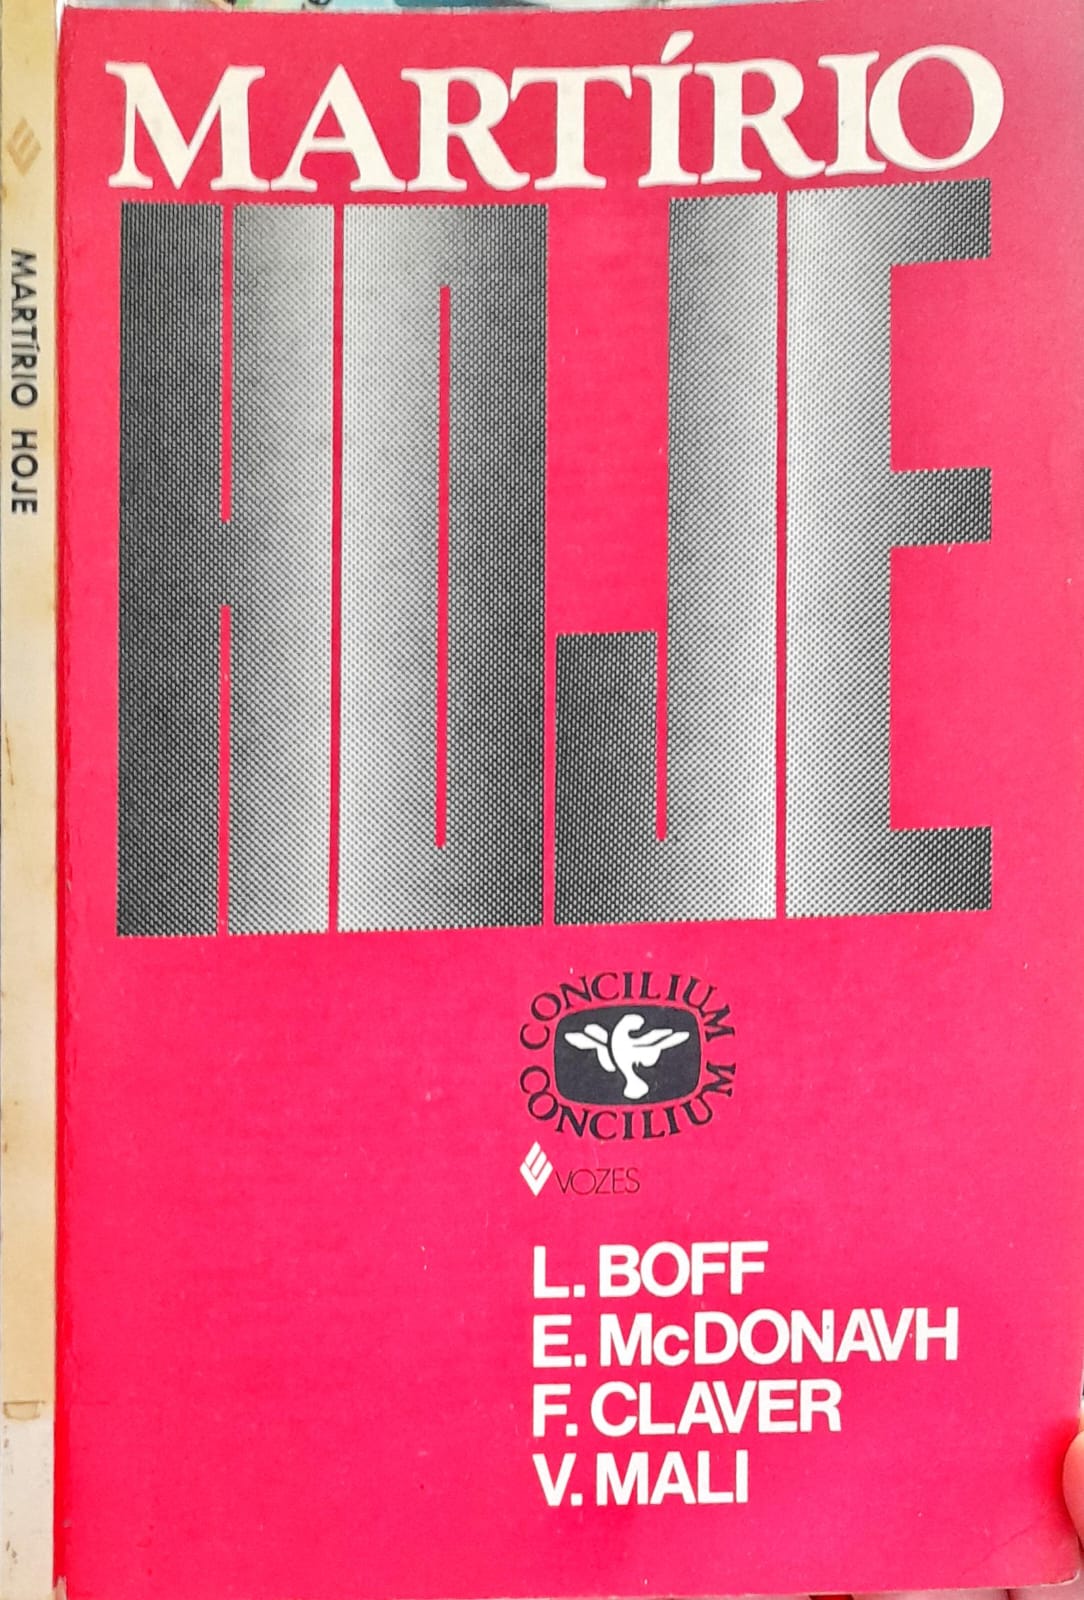 MARTÍRIO HOJE
MARTÍRIO
HOJE
CONCILIUM
CONCILIUM
VOZES
L. BOFF
E. McDONAVH
F. CLAVER
V. MALI